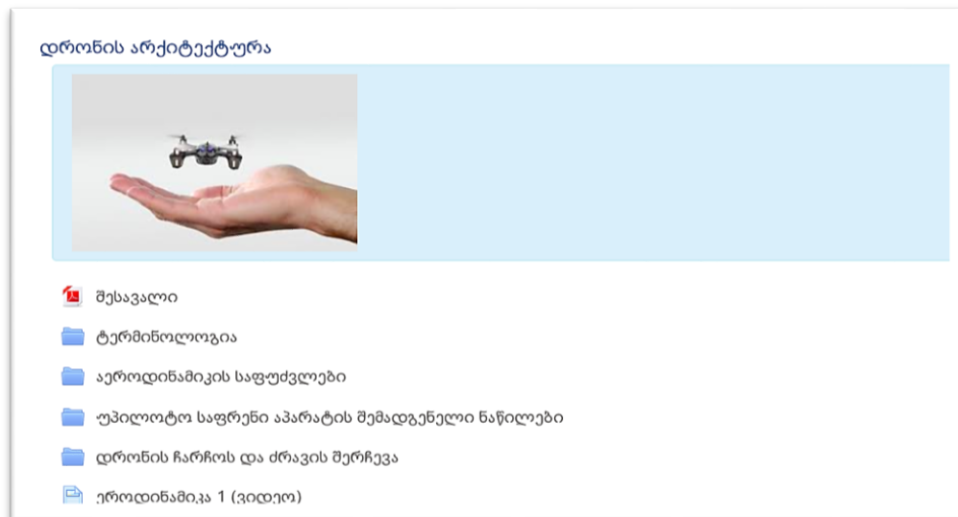 დრონის არქიტექტურა
შესავალი
ტერმინოლოგია
აეროდინამიკის საფუძვლები
უპილოტო საფრენი აპარატის შემადგენელი ნაწილები
დრონის ჩარჩოს და ძრავის შერჩევა
ეროდინამიკა 1 (ვიდეო)